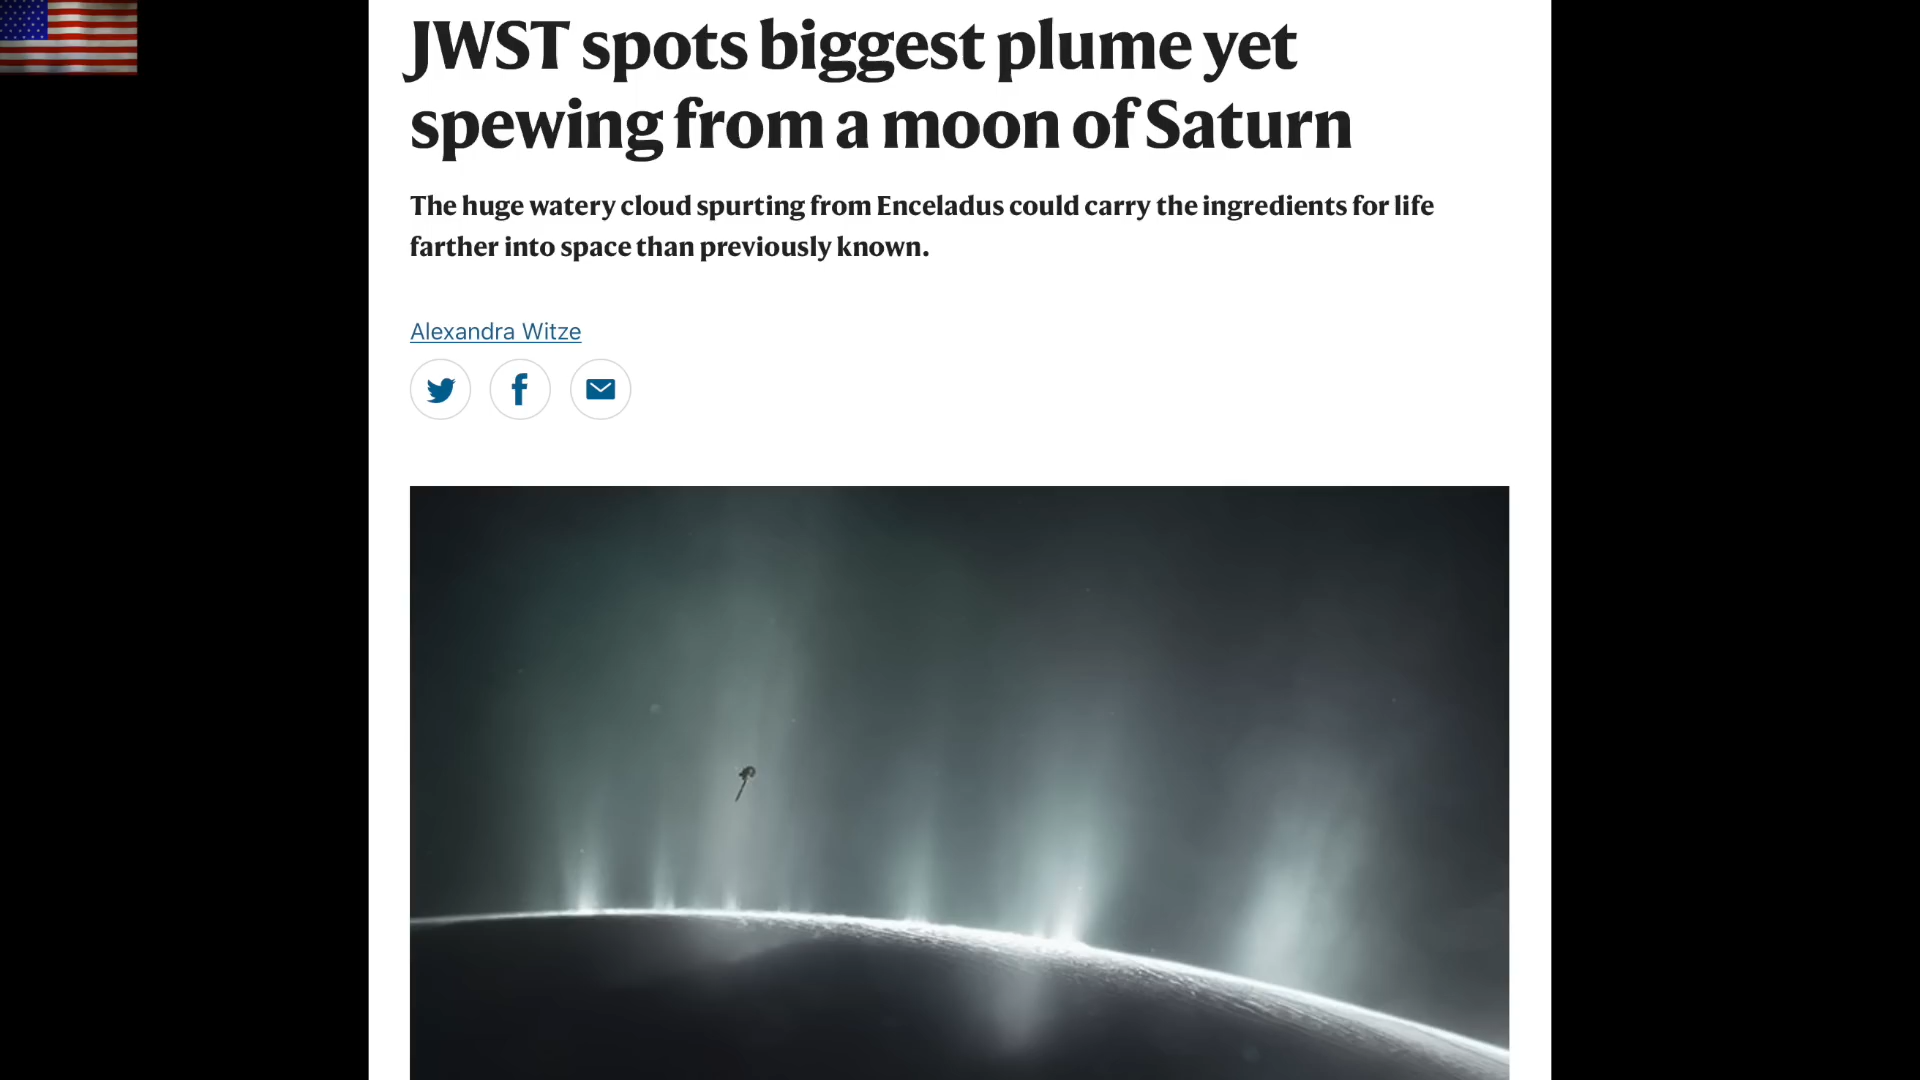 JWST spots biggest plume yet
spewing from a moon of Saturn
The huge watery cloud spurting from Enceladus could carry the ingredients for life
farther into space than previously known.
Alexandra Witze